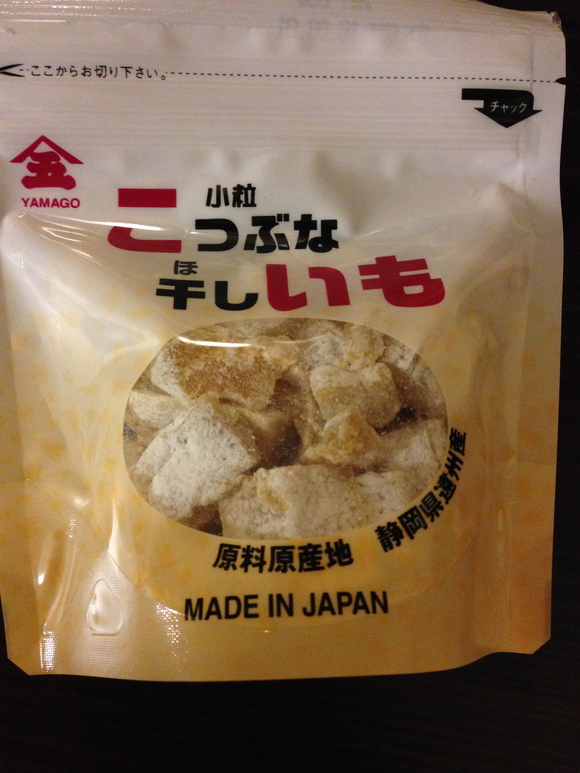 ここからお切り下さい。
チャック
五
YAMAGO
小粒
こつぶな
ほ
干しいも
原料原産地 静岡県遠州産
MADE IN JAPAN